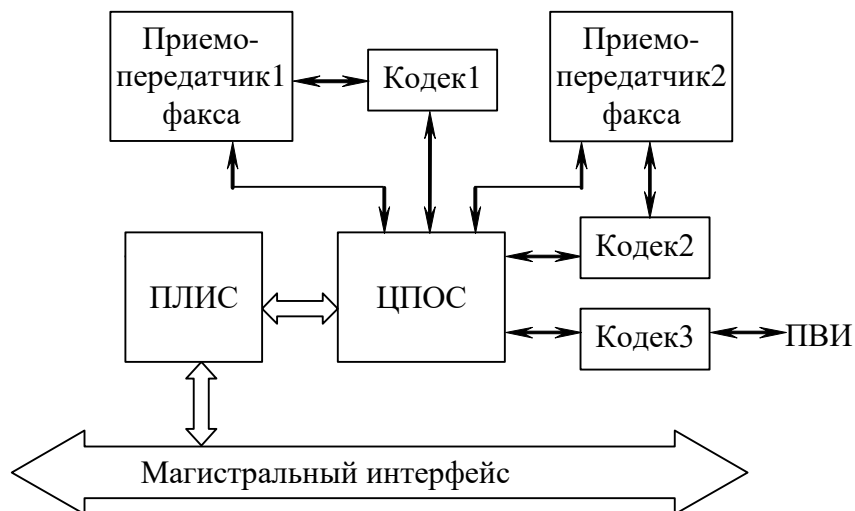 Приемо-
передатчик1
факса
Кодек1
Приемо-
передатчик2
факса
Кодек2
ПЛИС
ЦПОС
Кодек3
ПВИ
Магистральный интерфейс